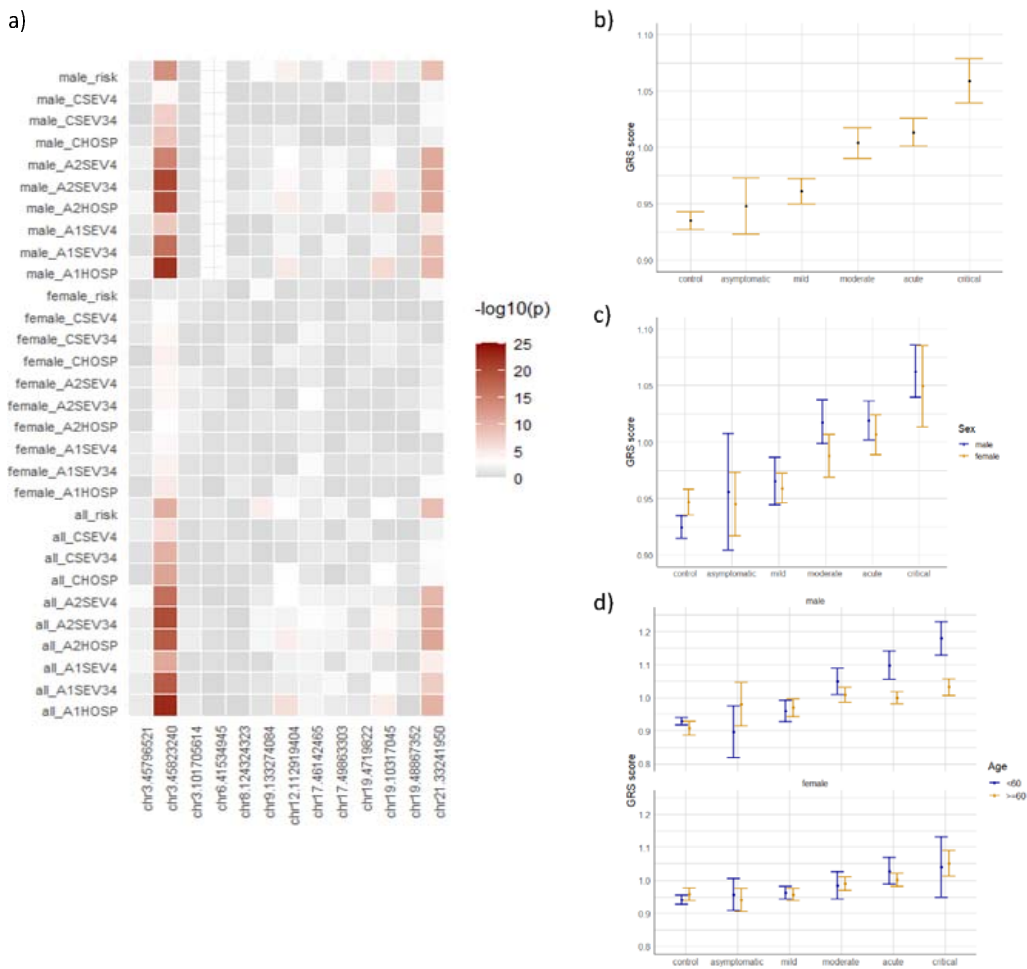 a)
male_risk
male_CSEV4
male_CSEV34
male_CHOSP
male_A2SEV4
male_A2SEV34
male_A2HOSP
male_A1SEV4
male_A1SEV34
male_A1HOSP
female_risk
female_CSEV4
female_CSEV34
female_CHOSP
female_A2SEV4
female_A2SEV34
female_A2HOSP
female_A1SEV4
female_A1SEV34
female_A1HOSP
all_risk
all_CSEV4
all_CSEV34
all_CHOSP
all_A2SEV4
all_A2SEV34
all_A2HOSP
all_A1SEV4
all_A1SEV34
all_A1HOSP
chr3.45796521
chr3.45823240
chr3.101705614
chr6.41534945
chr8.124324323
chr9.133274084
chr12.112919404
chr17.46142465
chr17.49863303
chr19.4719822
chr19.10317045
chr19.48867352
chr21.33241950
-log10(p)
25
20
15
10
5
0
b)
GRS score
1.10
1.05
1.00
0.95
0.90
control asymptomatic mild moderate acute critical
c)
GRS score
1.10
1.05
1.00
0.95
0.90
control asymptomatic mild moderate acute critical
Sex
male
female
d)
male
1.2
1.1
1.0
0.9
0.8
GRS score
female
1.2
1.1
1.0
0.9
0.8
control asymptomatic mild moderate acute critical
Age
<60
>=60